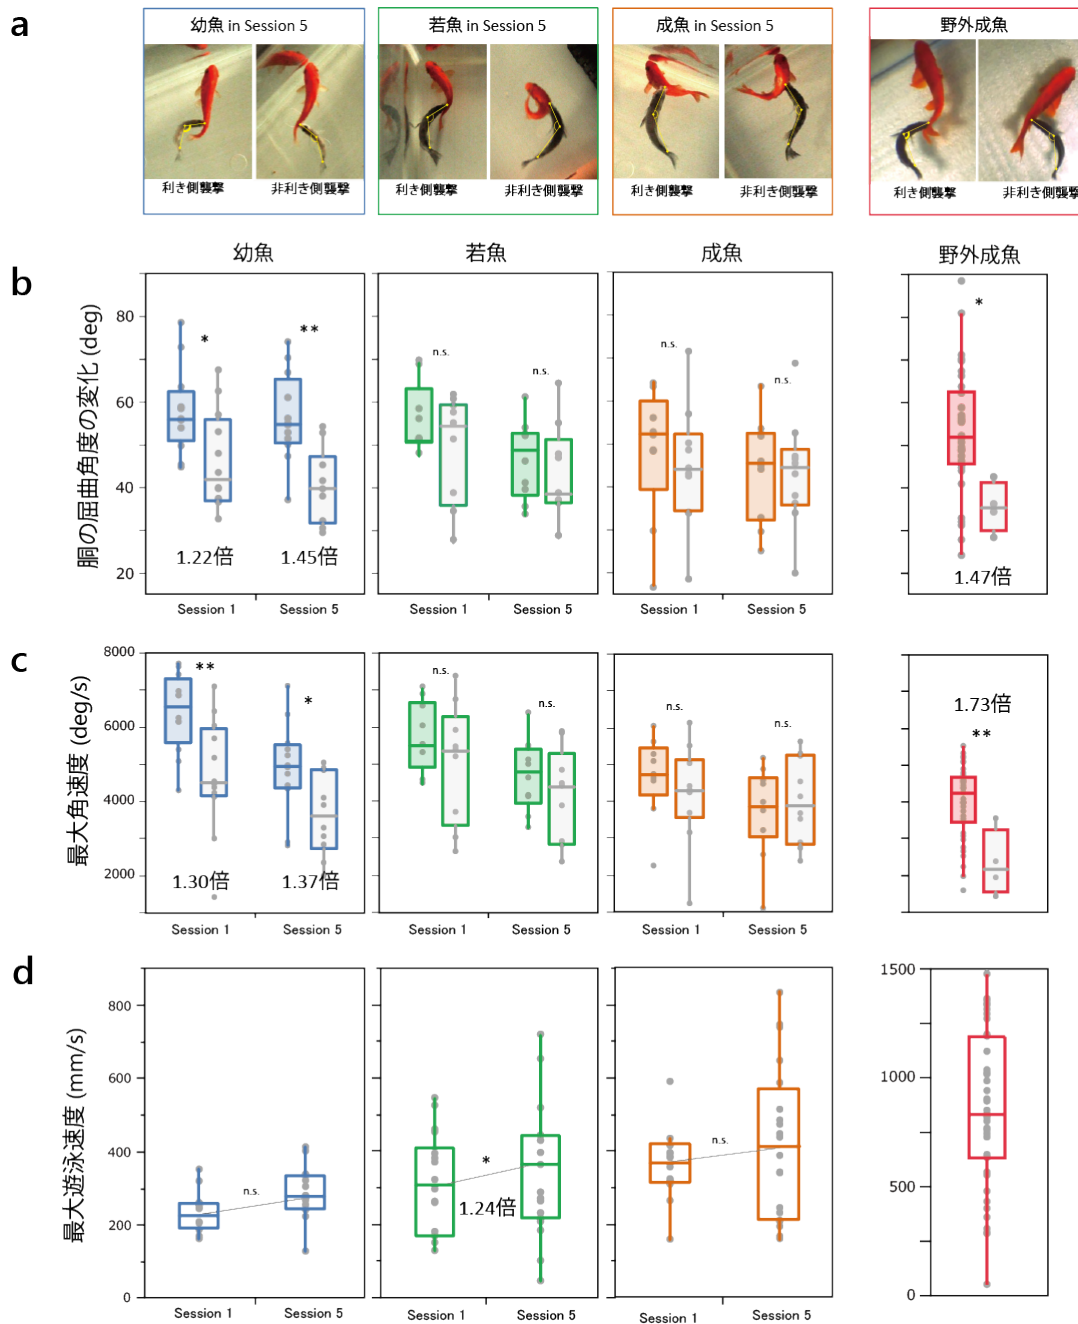 a
幼魚 in Session 5
若魚 in Session 5
成魚 in Session 5
野外成魚
利き側襲撃
非利き側襲撃
利き側襲撃
非利き側襲撃
利き側襲撃
非利き側襲撃
利き側襲撃
非利き側襲撃
b
幼魚
若魚
成魚
野外成魚
胴の屈曲角度の変化 (deg)
80
60
40
20
*
**
n.s.
n.s.
n.s.
n.s.
*
1.22倍
1.45倍
1.47倍
Session 1
Session 5
Session 1
Session 5
Session 1
Session 5
c
最大角速度 (deg/s)
8000
6000
4000
2000
**
*
n.s.
n.s.
n.s.
n.s.
1.73倍
**
1.30倍
1.37倍
Session 1
Session 5
Session 1
Session 5
Session 1
Session 5
d
最大遊泳速度 (mm/s)
800
600
400
200
0
n.s.
*
1.24倍
n.s.
1500
1000
500
0
Session 1
Session 5
Session 1
Session 5
Session 1
Session 5